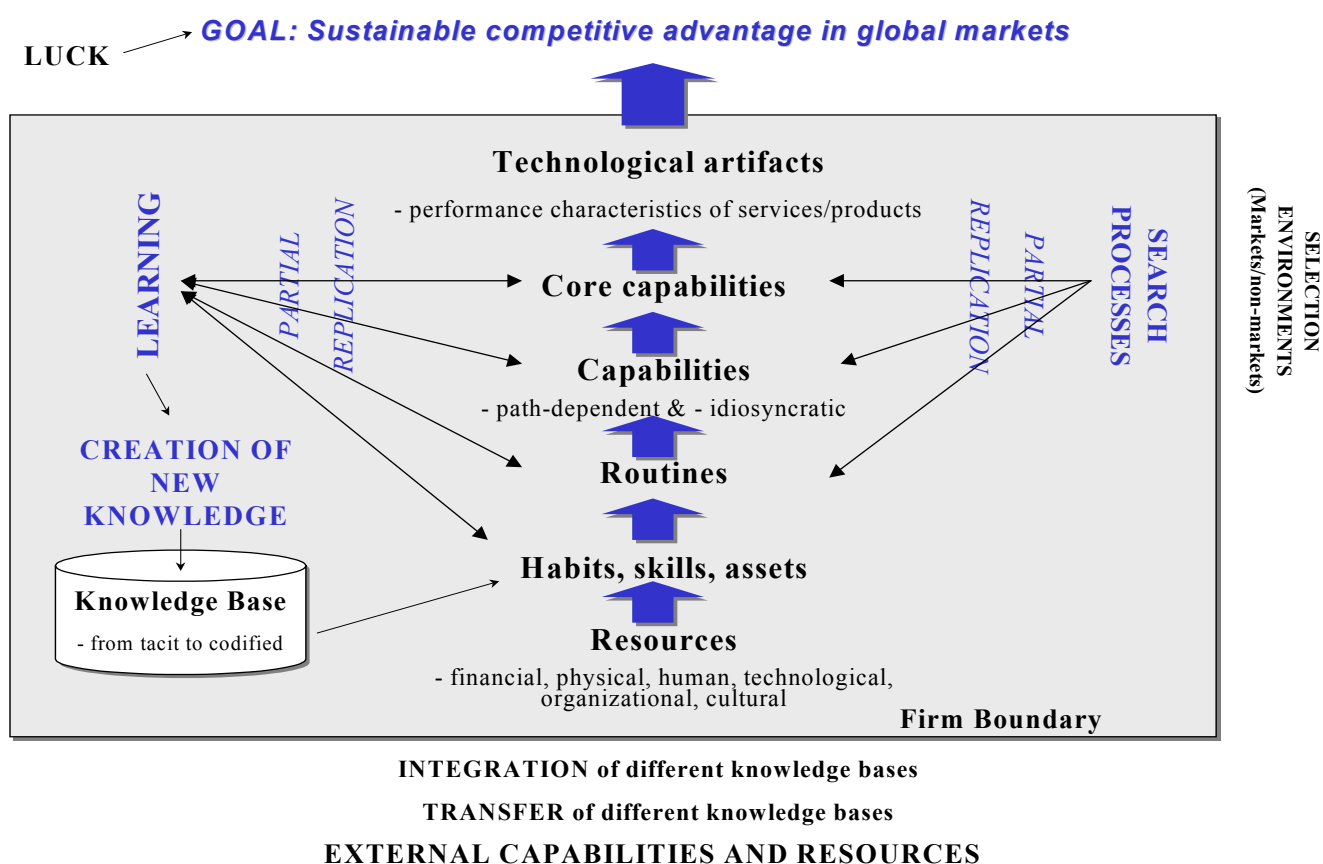 GOAL: Sustainable competitive advantage in global markets
LUCK
Technological artifacts
- performance characteristics of services/products
LEARNING
PARTIAL
REPLICATION
REPLICATION
PARTIAL
SEARCH
PROCESSES
SELECTION
ENVIRONMENTS
(Markets/non-markets)
Core capabilities
Capabilities
- path-dependent & - idiosyncratic
Routines
CREATION OF
NEW
KNOWLEDGE
Habits, skills, assets
Knowledge Base
- from tacit to codified
Resources
- financial, physical, human, technological,
organizational, cultural
Firm Boundary
INTEGRATION of different knowledge bases
TRANSFER of different knowledge bases
EXTERNAL CAPABILITIES AND RESOURCES